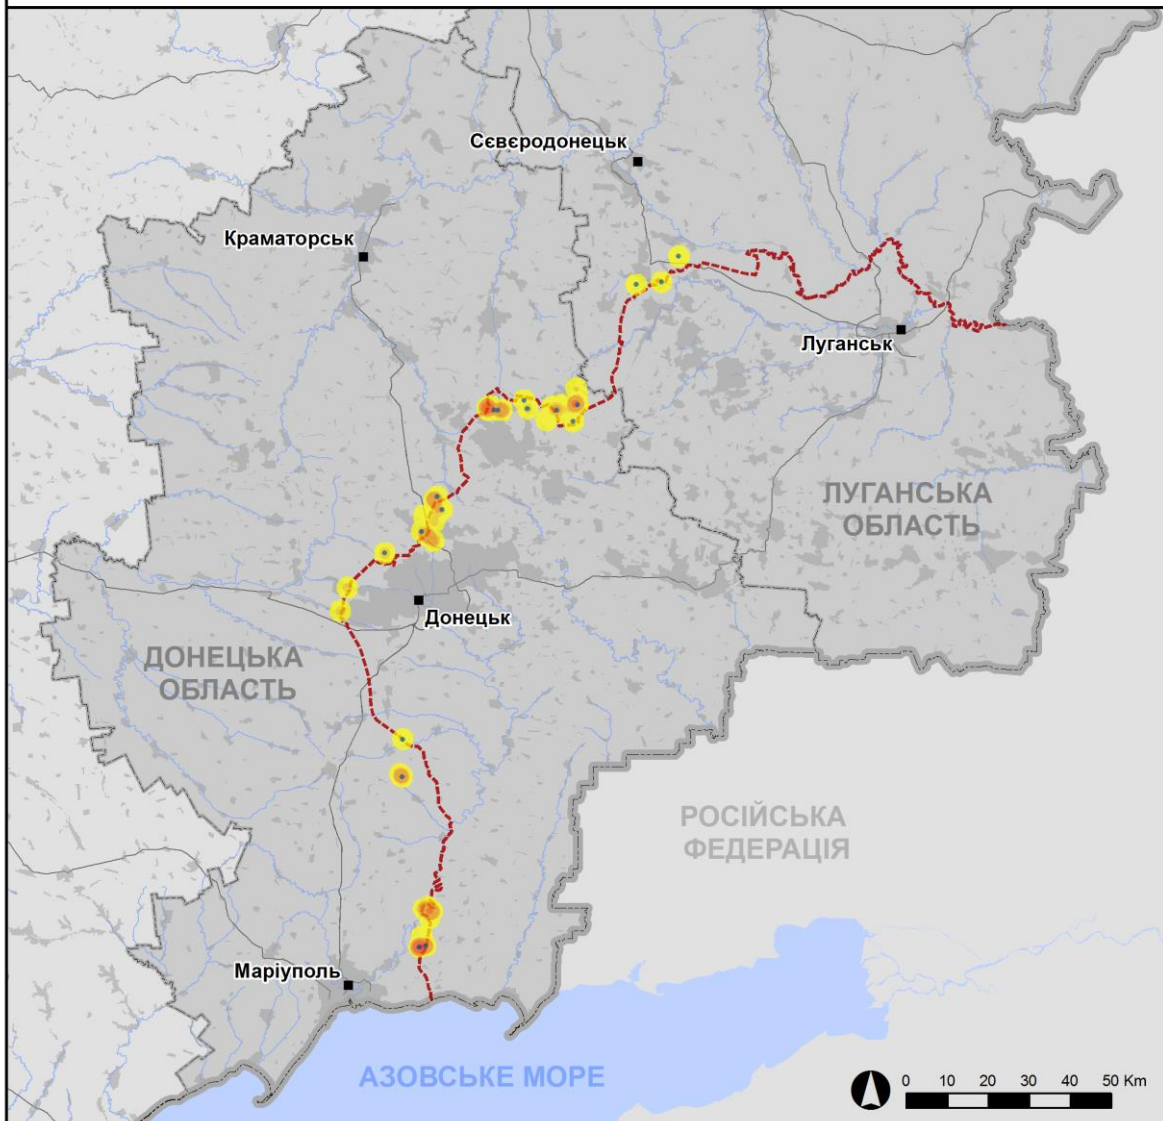 Сєвєродонецьк
Краматорськ
Луганськ
ЛУГАНСЬКА
ОБЛАСТЬ
Донецьк
ДОНЕЦЬКА
ОБЛАСТЬ
РОСІЙСЬКА
ФЕДЕРАЦІЯ
Маріуполь
АЗОВСЬКЕ МОРЕ
0 10 20 30 40 50 Км